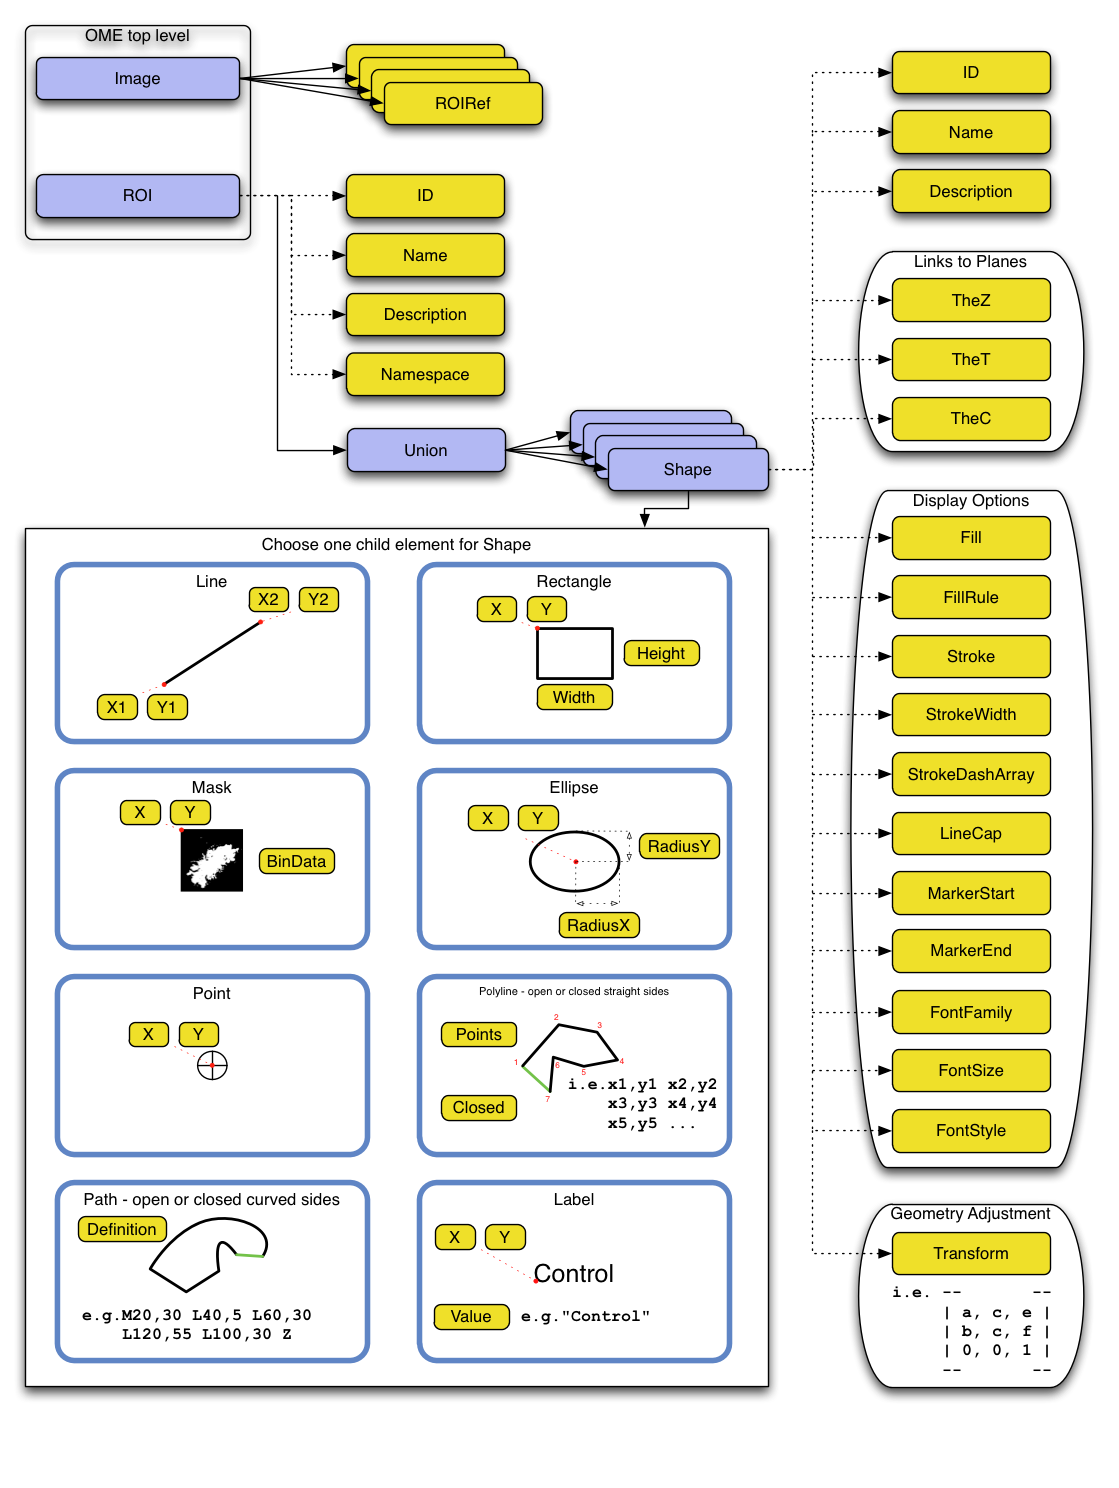 OME top level
Image
ROIRef
ROI
ID
Name
Description
Namespace
Union
Shape
ID
Name
Description
Links to Planes
TheZ
TheT
TheC
Display Options
Fill
FillRule
Stroke
StrokeWidth
StrokeDashArray
LineCap
MarkerStart
MarkerEnd
FontFamily
FontSize
FontStyle
Geometry Adjustment
Transform
i.e. -- --
| a, c, e |
| b, c, f |
| 0, 0, 1 |
-- --
Choose one child element for Shape
Line
X2 Y2
X1 Y1
Rectangle
X Y
Height
Width
Mask
X Y
BinData
Ellipse
X Y
RadiusY
RadiusX
Point
X Y
Polyline - open or closed straight sides
Points
Closed
1
2
3
4
5
6
7
i.e.x1,y1 x2,y2
x3,y3 x4,y4
x5,y5 ...
Path - open or closed curved sides
Definition
e.g.M20,30 L40,5 L60,30
L120,55 L100,30 Z
Label
X Y
Control
Value e.g."Control"